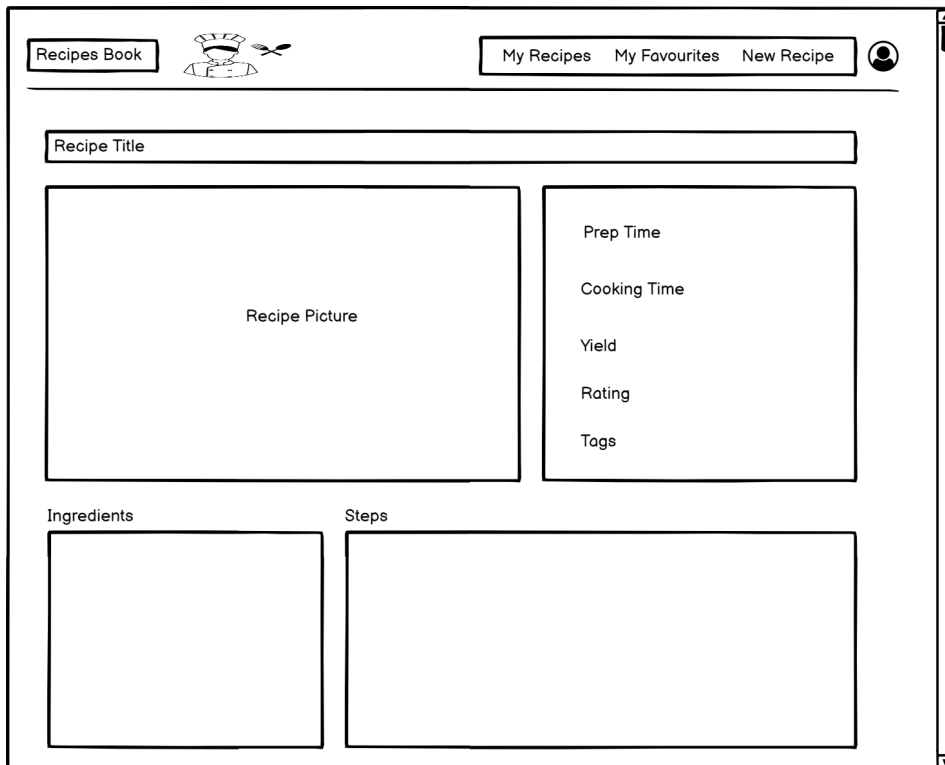 Recipes Book
My Recipes My Favourites New Recipe
Recipe Title
Recipe Picture
Prep Time
Cooking Time
Yield
Rating
Tags
Ingredients
Steps